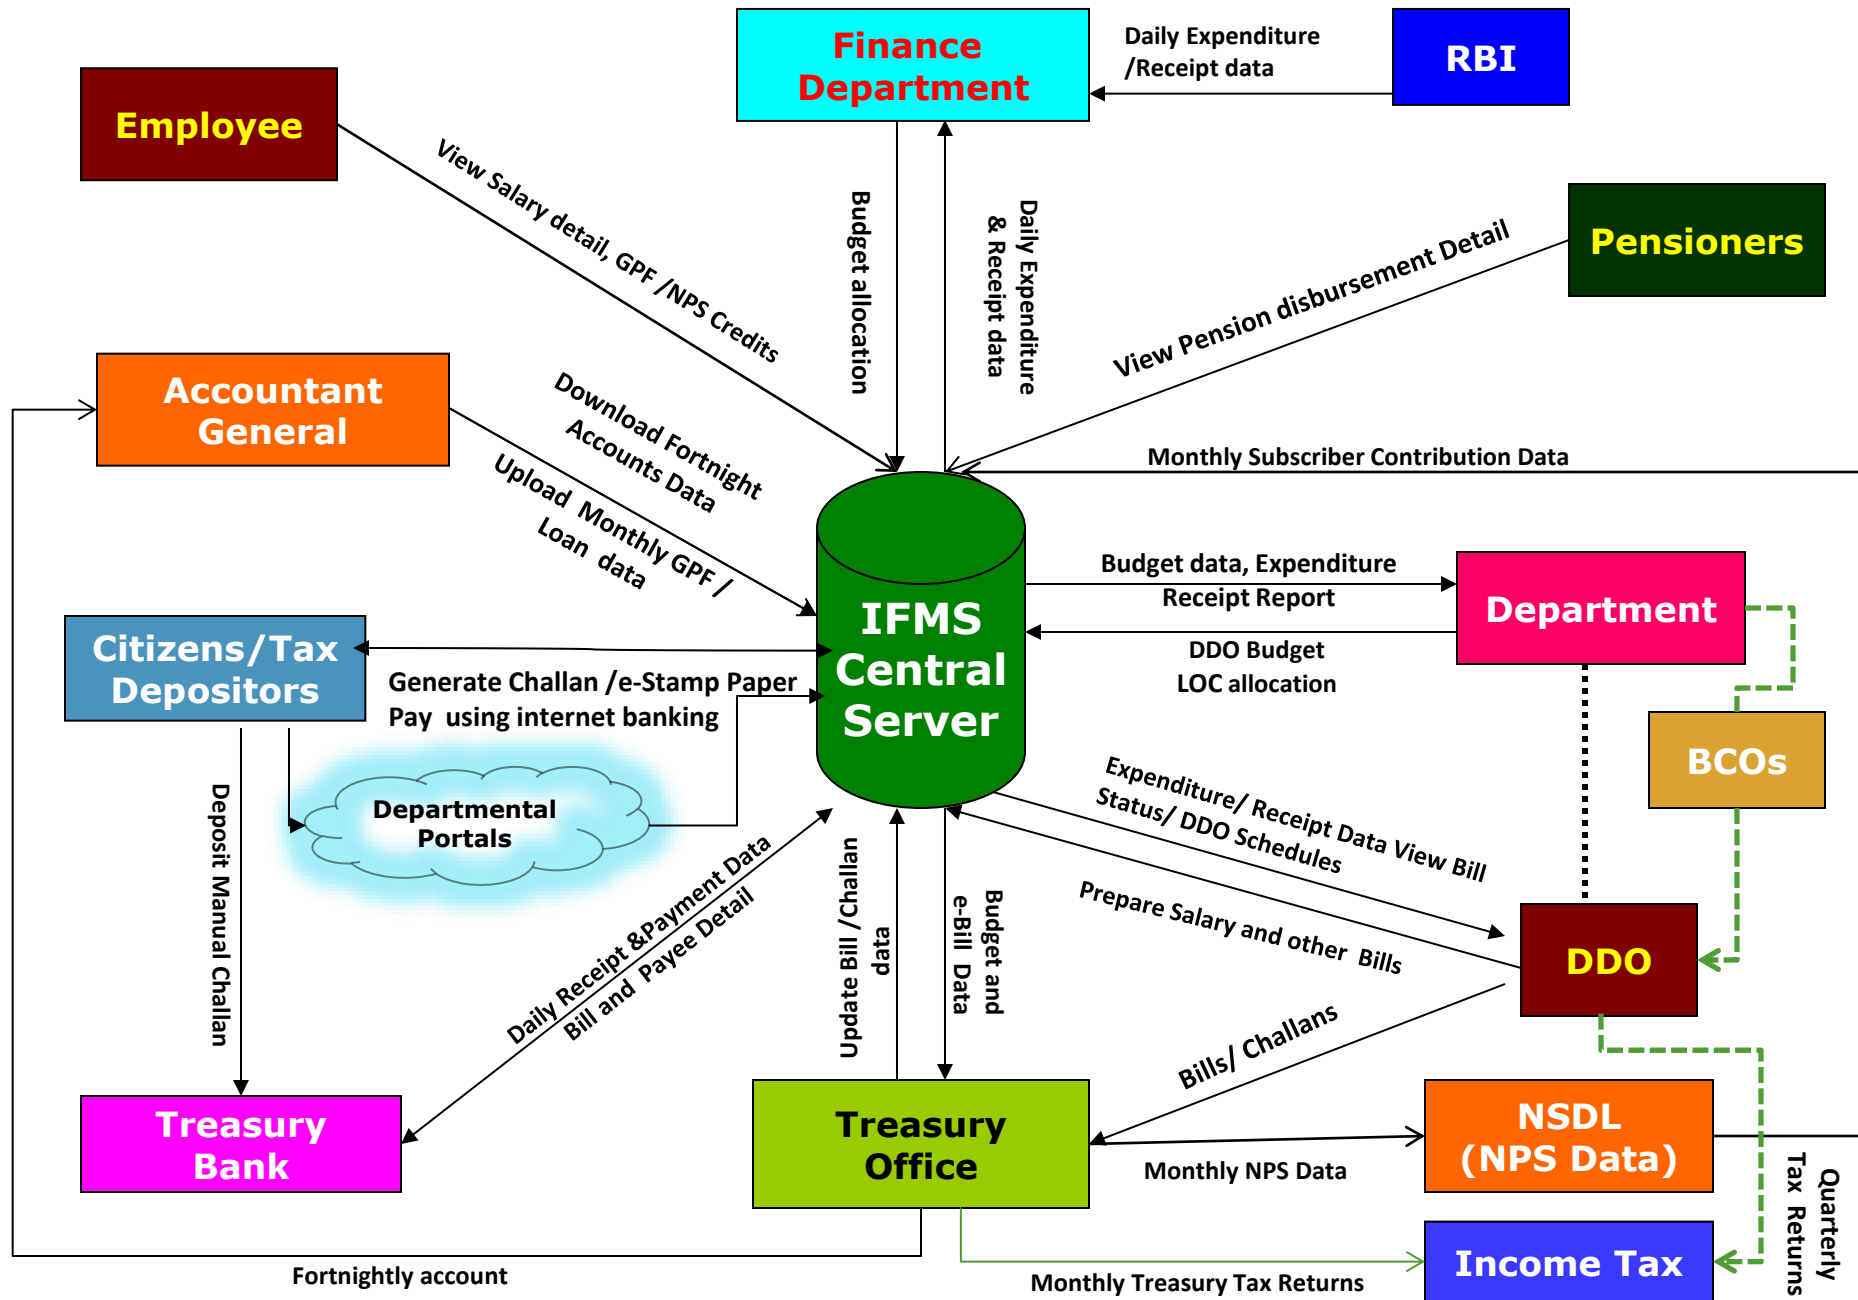 Finance
Department
Daily Expenditure
/Receipt data
RBI
Employee
View Salary detail, GPF /NPS Credits
Budget allocation
Daily Expenditure
& Receipt data
Pensioners
View Pension disbursement Detail
Accountant
General
Download Fortnight
Accounts Data
Upload Monthly GPF /
Loan data
Monthly Subscriber Contribution Data
IFMS
Central
Server
Budget data, Expenditure
Receipt Report
Department
DDO Budget
LOC allocation
Citizens/Tax
Depositors
Generate Challan /e-Stamp Paper
Pay using internet banking
BCOs
Departmental
Portals
Deposit Manual Challan
Expenditure/ Receipt Data View Bill
Status/ DDO Schedules
Prepare Salary and other Bills
Daily Receipt &Payment Data
Bill and Payee Detail
Update Bill /Challan
data
Budget and
e-Bill Data
DDO
Bills/ Challans
Treasury
Bank
Treasury
Office
Monthly NPS Data
NSDL
(NPS Data)
Quarterly
Tax Returns
Income Tax
Fortnightly account
Monthly Treasury Tax Returns